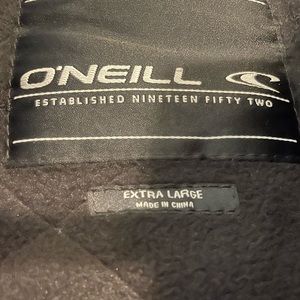 O'NEILL
ESTABLISHED NINETEEN FIFTY TWO
EXTRA LARGE
MADE IN CHINA